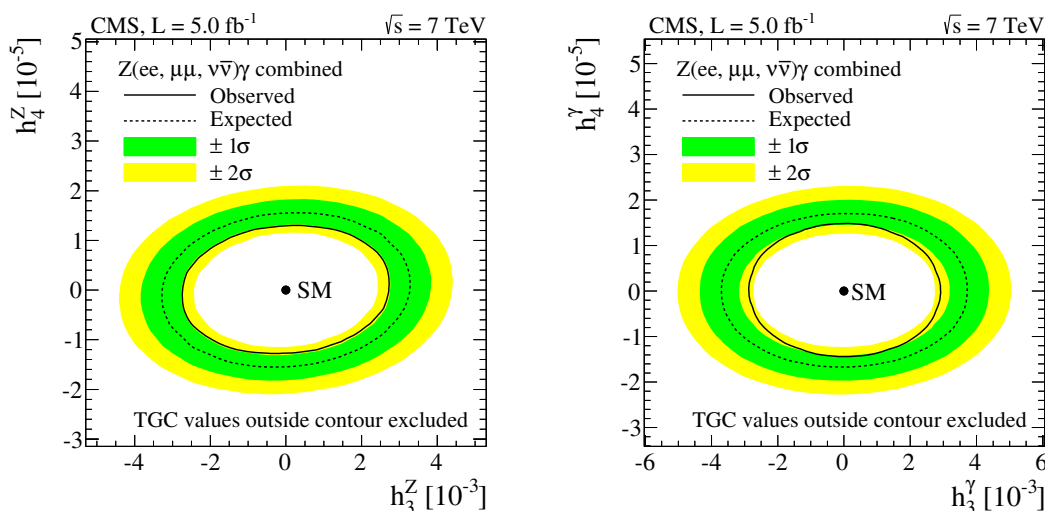 CMS, L = 5.0 fb⁻¹ √s = 7 TeV
h₄ᶻ [10⁻⁵]
Z(ee, μμ, νν̄)γ combined
Observed
Expected
± 1σ
± 2σ
5
4
3
2
1
0
-1
-2
-3
SM
TGC values outside contour excluded
-4 -2 0 2 4
h₃ᶻ [10⁻³]
CMS, L = 5.0 fb⁻¹ √s = 7 TeV
h₄ᵞ [10⁻⁵]
Z(ee, μμ, νν̄)γ combined
Observed
Expected
± 1σ
± 2σ
5
4
3
2
1
0
-1
-2
-3
SM
TGC values outside contour excluded
-6 -4 -2 0 2 4 6
h₃ᵞ [10⁻³]